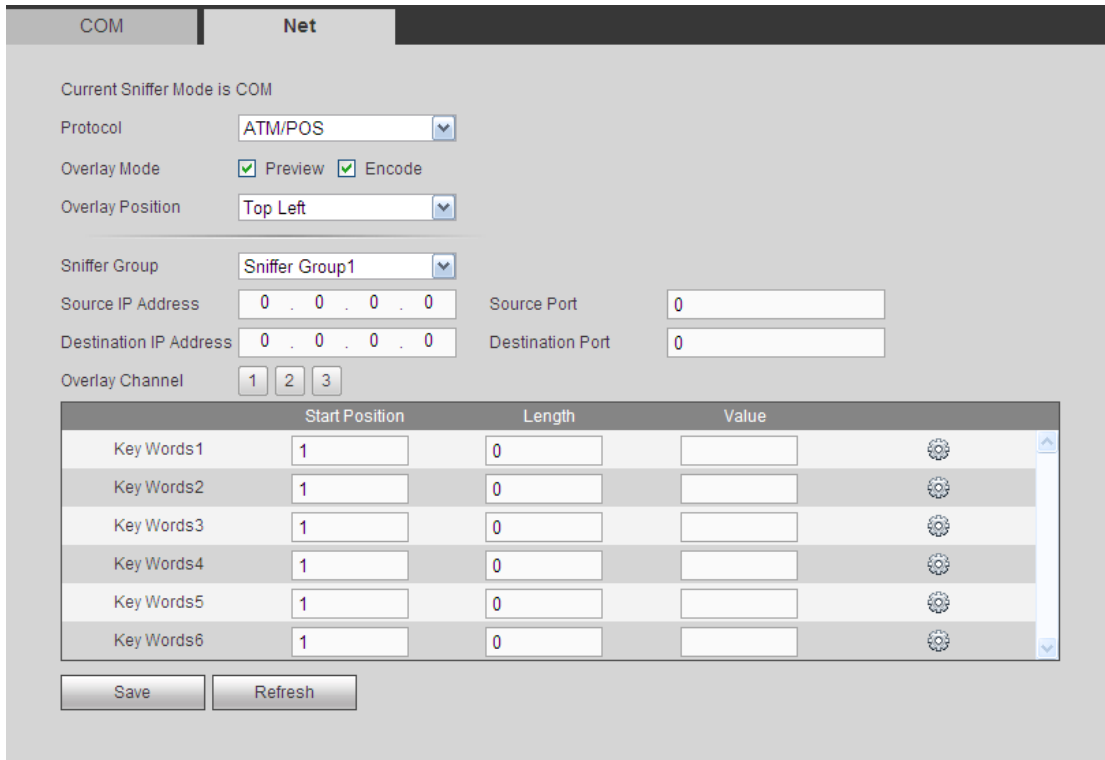 COM Net
Current Sniffer Mode is COM
Protocol ATM/POS
Overlay Mode Preview Encode
Overlay Position Top Left
Sniffer Group Sniffer Group1
Source IP Address 0 . 0 . 0 . 0 Source Port 0
Destination IP Address 0 . 0 . 0 . 0 Destination Port 0
Overlay Channel 1 2 3
Start Position Length Value
Key Words1 1 0
Key Words2 1 0
Key Words3 1 0
Key Words4 1 0
Key Words5 1 0
Key Words6 1 0
Save Refresh